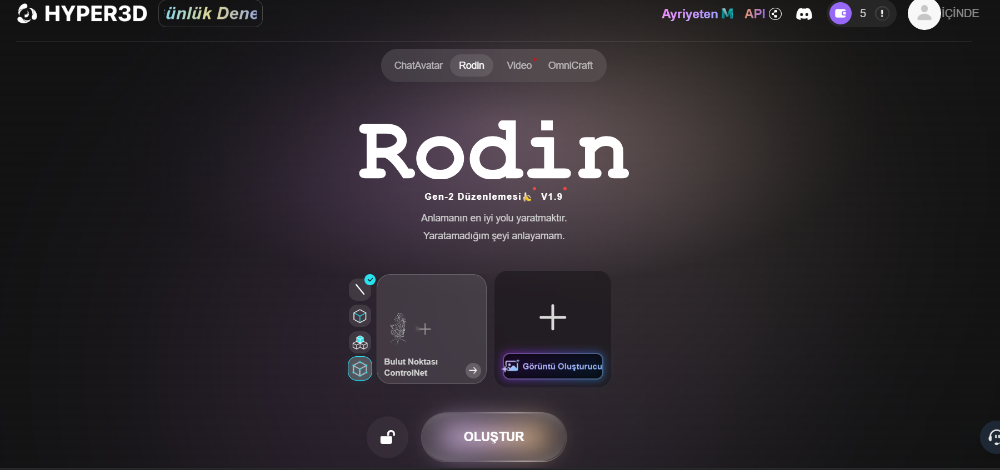 HYPER3D
ünlük Dene
Ayriyeten
API
5
İÇİNDE
ChatAvatar
Rodin
Video
OmniCraft
Rodin
Gen-2 Düzenlemesi🍌 V1.9
Anlamanın en iyi yolu yaratmaktır.
Yaratamadığım şeyi anlayamam.
Bulut Noktası
ControlNet
Görüntü Oluşturucu
OLUŞTUR